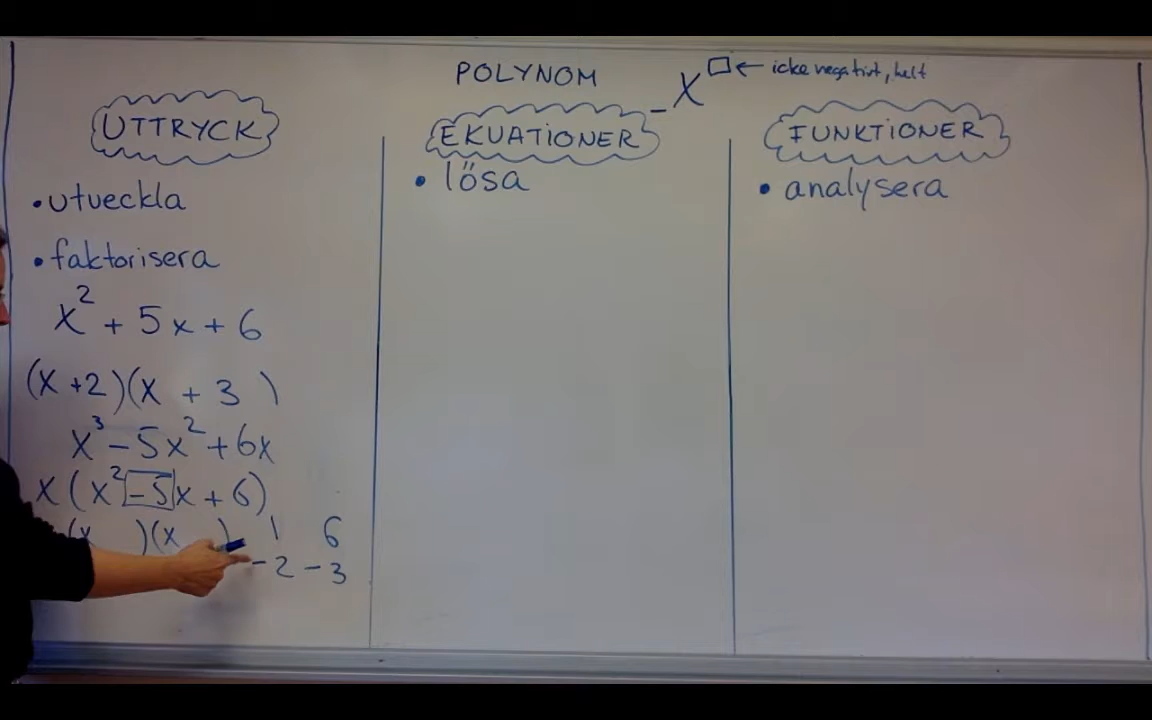 POLYNOM
x□ ← icke negativt, helt
UTTRYCK
• utveckla
• faktorisera
x² + 5x + 6
(x +2)(x + 3 )
x³ - 5x² + 6x
x(x² -5x + 6)
(x )(x )
1 6
-2 -3
EKVATIONER
• lösa
FUNKTIONER
• analysera